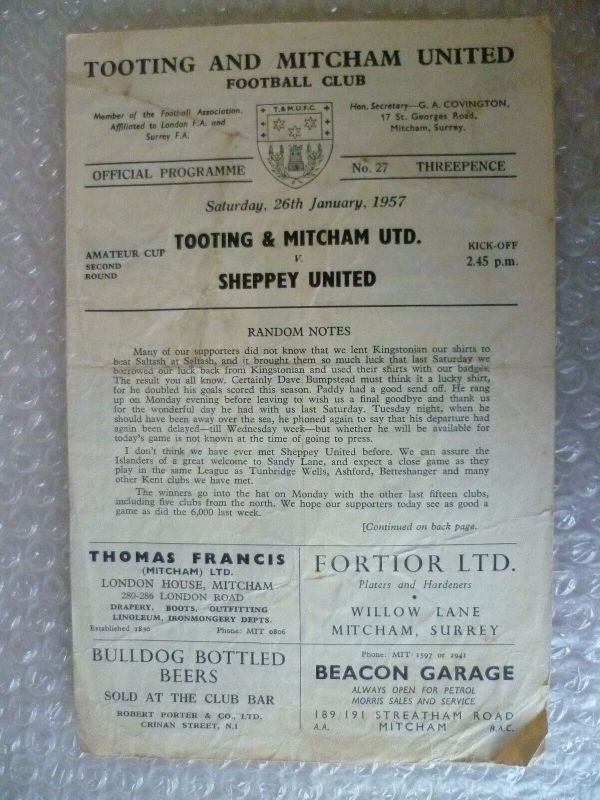 TOOTING AND MITCHAM UNITED
FOOTBALL CLUB
Member of the Football Association.
Affiliated to London F.A. and
Surrey F.A.
T.& M.U.F.C.
Hon. Secretary—G. A. COVINGTON,
17 St. Georges Road,
Mitcham, Surrey.
OFFICIAL PROGRAMME
No. 27 THREEPENCE
Saturday, 26th January, 1957
AMATEUR CUP
SECOND
ROUND
TOOTING & MITCHAM UTD.
V.
SHEPPEY UNITED
KICK-OFF
2.45 p.m.
RANDOM NOTES
Many of our supporters did not know that we lent Kingstonian our shirts to
beat Saltash at Saltash, and it brought them so much luck that last Saturday we
borrowed our luck back from Kingstonian and used their shirts with our badges.
The result you all know. Certainly Dave Bumpstead must think it a lucky shirt,
for he doubled his goals scored this season. Paddy had a good send off. He rang
up on Monday evening before leaving to wish us a final goodbye and thank us
for the wonderful day he had with us last Saturday. Tuesday night, when he
should have been away over the sea, he phoned again to say that his departure had
again been delayed—till Wednesday week—but whether he will be available for
today's game is not known at the time of going to press.
I don't think we have ever met Sheppey United before. We can assure the
Islanders of a great welcome to Sandy Lane, and expect a close game as they
play in the same League as Tunbridge Wells, Ashford, Betteshanger and many
other Kent clubs we have met.
The winners go into the hat on Monday with the other last fifteen clubs,
including five clubs from the north. We hope our supporters today see as good a
game as did the 6,000 last week.
[Continued on back page.
THOMAS FRANCIS
(MITCHAM) LTD.
LONDON HOUSE, MITCHAM
280-286 LONDON ROAD
DRAPERY, BOOTS, OUTFITTING
LINOLEUM, IRONMONGERY DEPTS.
Established 1830 Phone: MIT 0806
FORTIOR LTD.
Platers and Hardeners
•
WILLOW LANE
MITCHAM, SURREY
BULLDOG BOTTLED
BEERS
SOLD AT THE CLUB BAR
ROBERT PORTER & CO., LTD.
CRINAN STREET, N.1
Phone: MIT 1597 or 2941
BEACON GARAGE
ALWAYS OPEN FOR PETROL
MORRIS SALES AND SERVICE
189/191 STREATHAM ROAD
A.A. MITCHAM R.A.C.